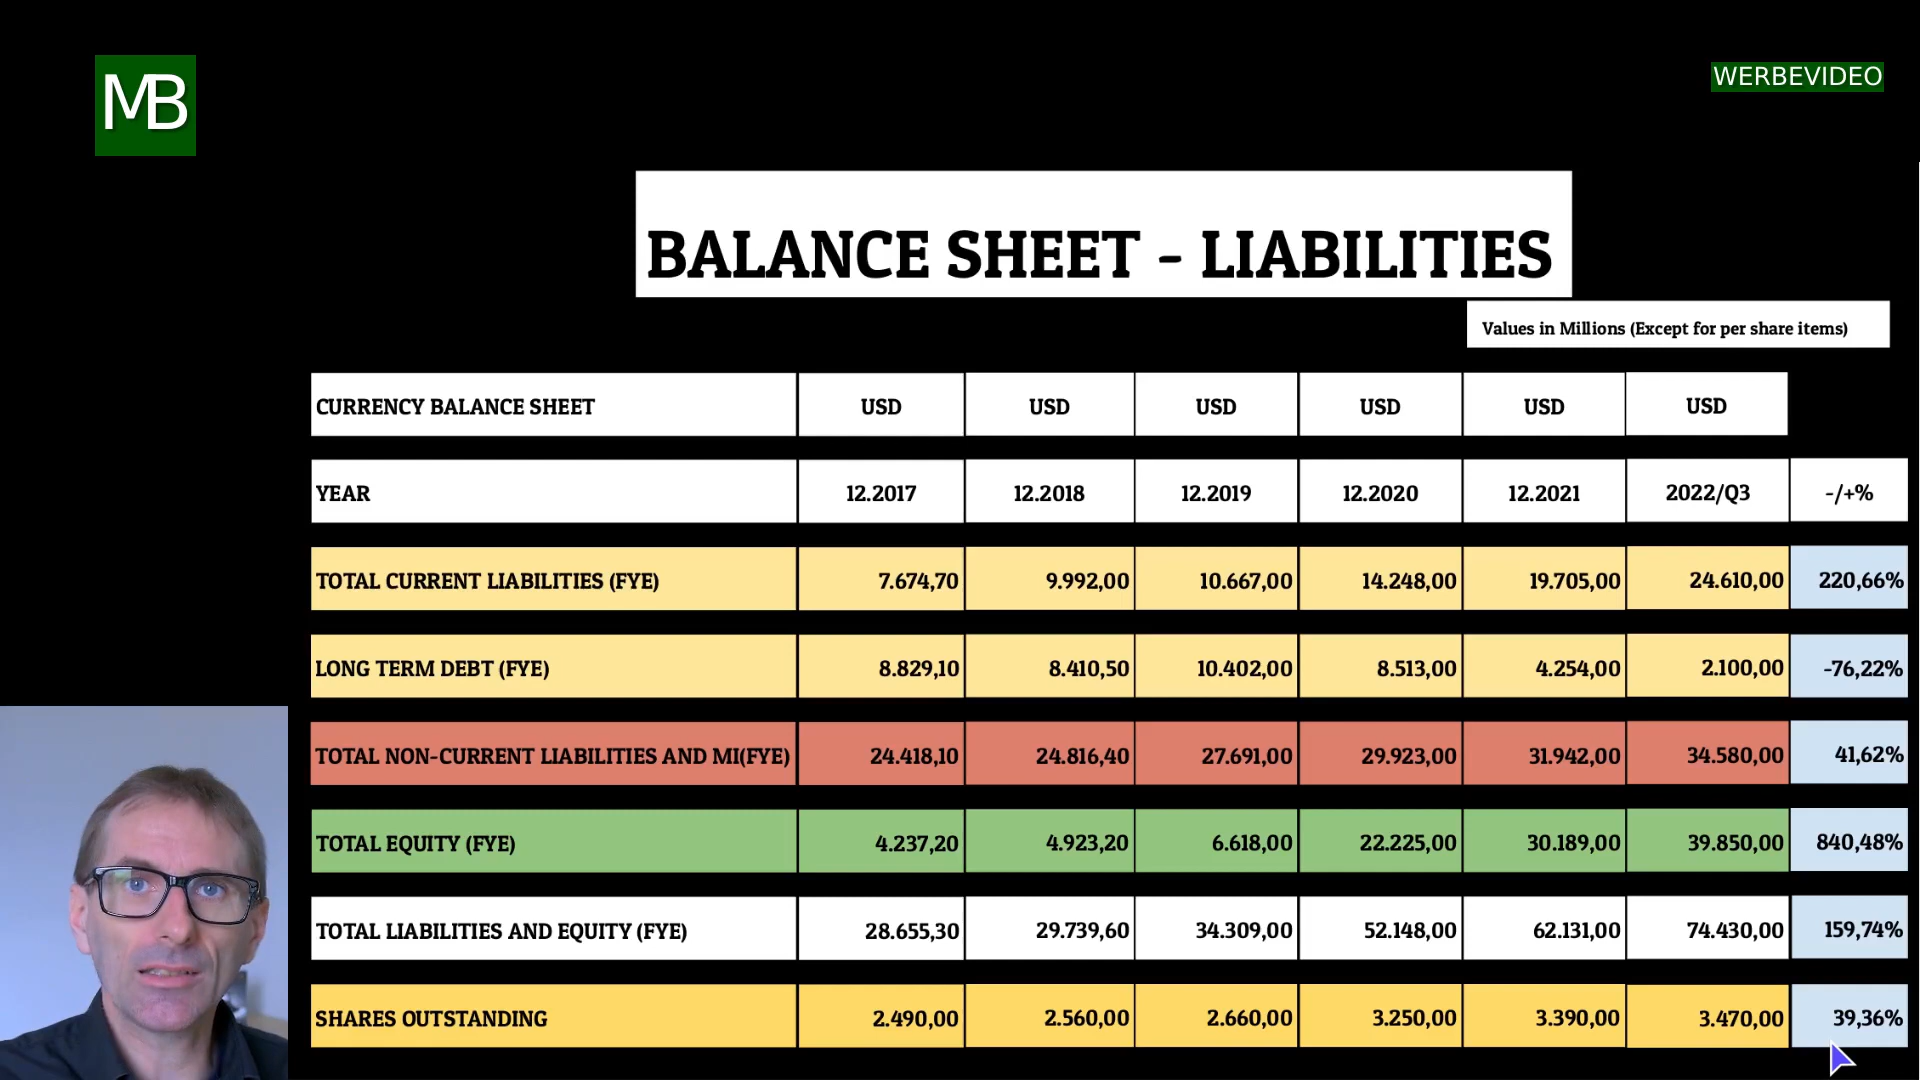 MB
WERBEVIDEO
BALANCE SHEET - LIABILITIES
Values in Millions (Except for per share items)
CURRENCY BALANCE SHEET USD USD USD USD USD USD
YEAR 12.2017 12.2018 12.2019 12.2020 12.2021 2022/Q3 -/+%
TOTAL CURRENT LIABILITIES (FYE) 7.674,70 9.992,00 10.667,00 14.248,00 19.705,00 24.610,00 220,66%
LONG TERM DEBT (FYE) 8.829,10 8.410,50 10.402,00 8.513,00 4.254,00 2.100,00 -76,22%
TOTAL NON-CURRENT LIABILITIES AND MI(FYE) 24.418,10 24.816,40 27.691,00 29.923,00 31.942,00 34.580,00 41,62%
TOTAL EQUITY (FYE) 4.237,20 4.923,20 6.618,00 22.225,00 30.189,00 39.850,00 840,48%
TOTAL LIABILITIES AND EQUITY (FYE) 28.655,30 29.739,60 34.309,00 52.148,00 62.131,00 74.430,00 159,74%
SHARES OUTSTANDING 2.490,00 2.560,00 2.660,00 3.250,00 3.390,00 3.470,00 39,36%